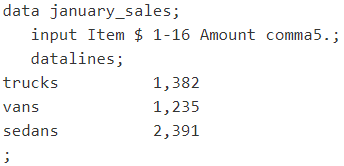 data january_sales;
   input Item $ 1-16 Amount comma5.;
   datalines;
trucks          1,382
vans            1,235
sedans          2,391
;